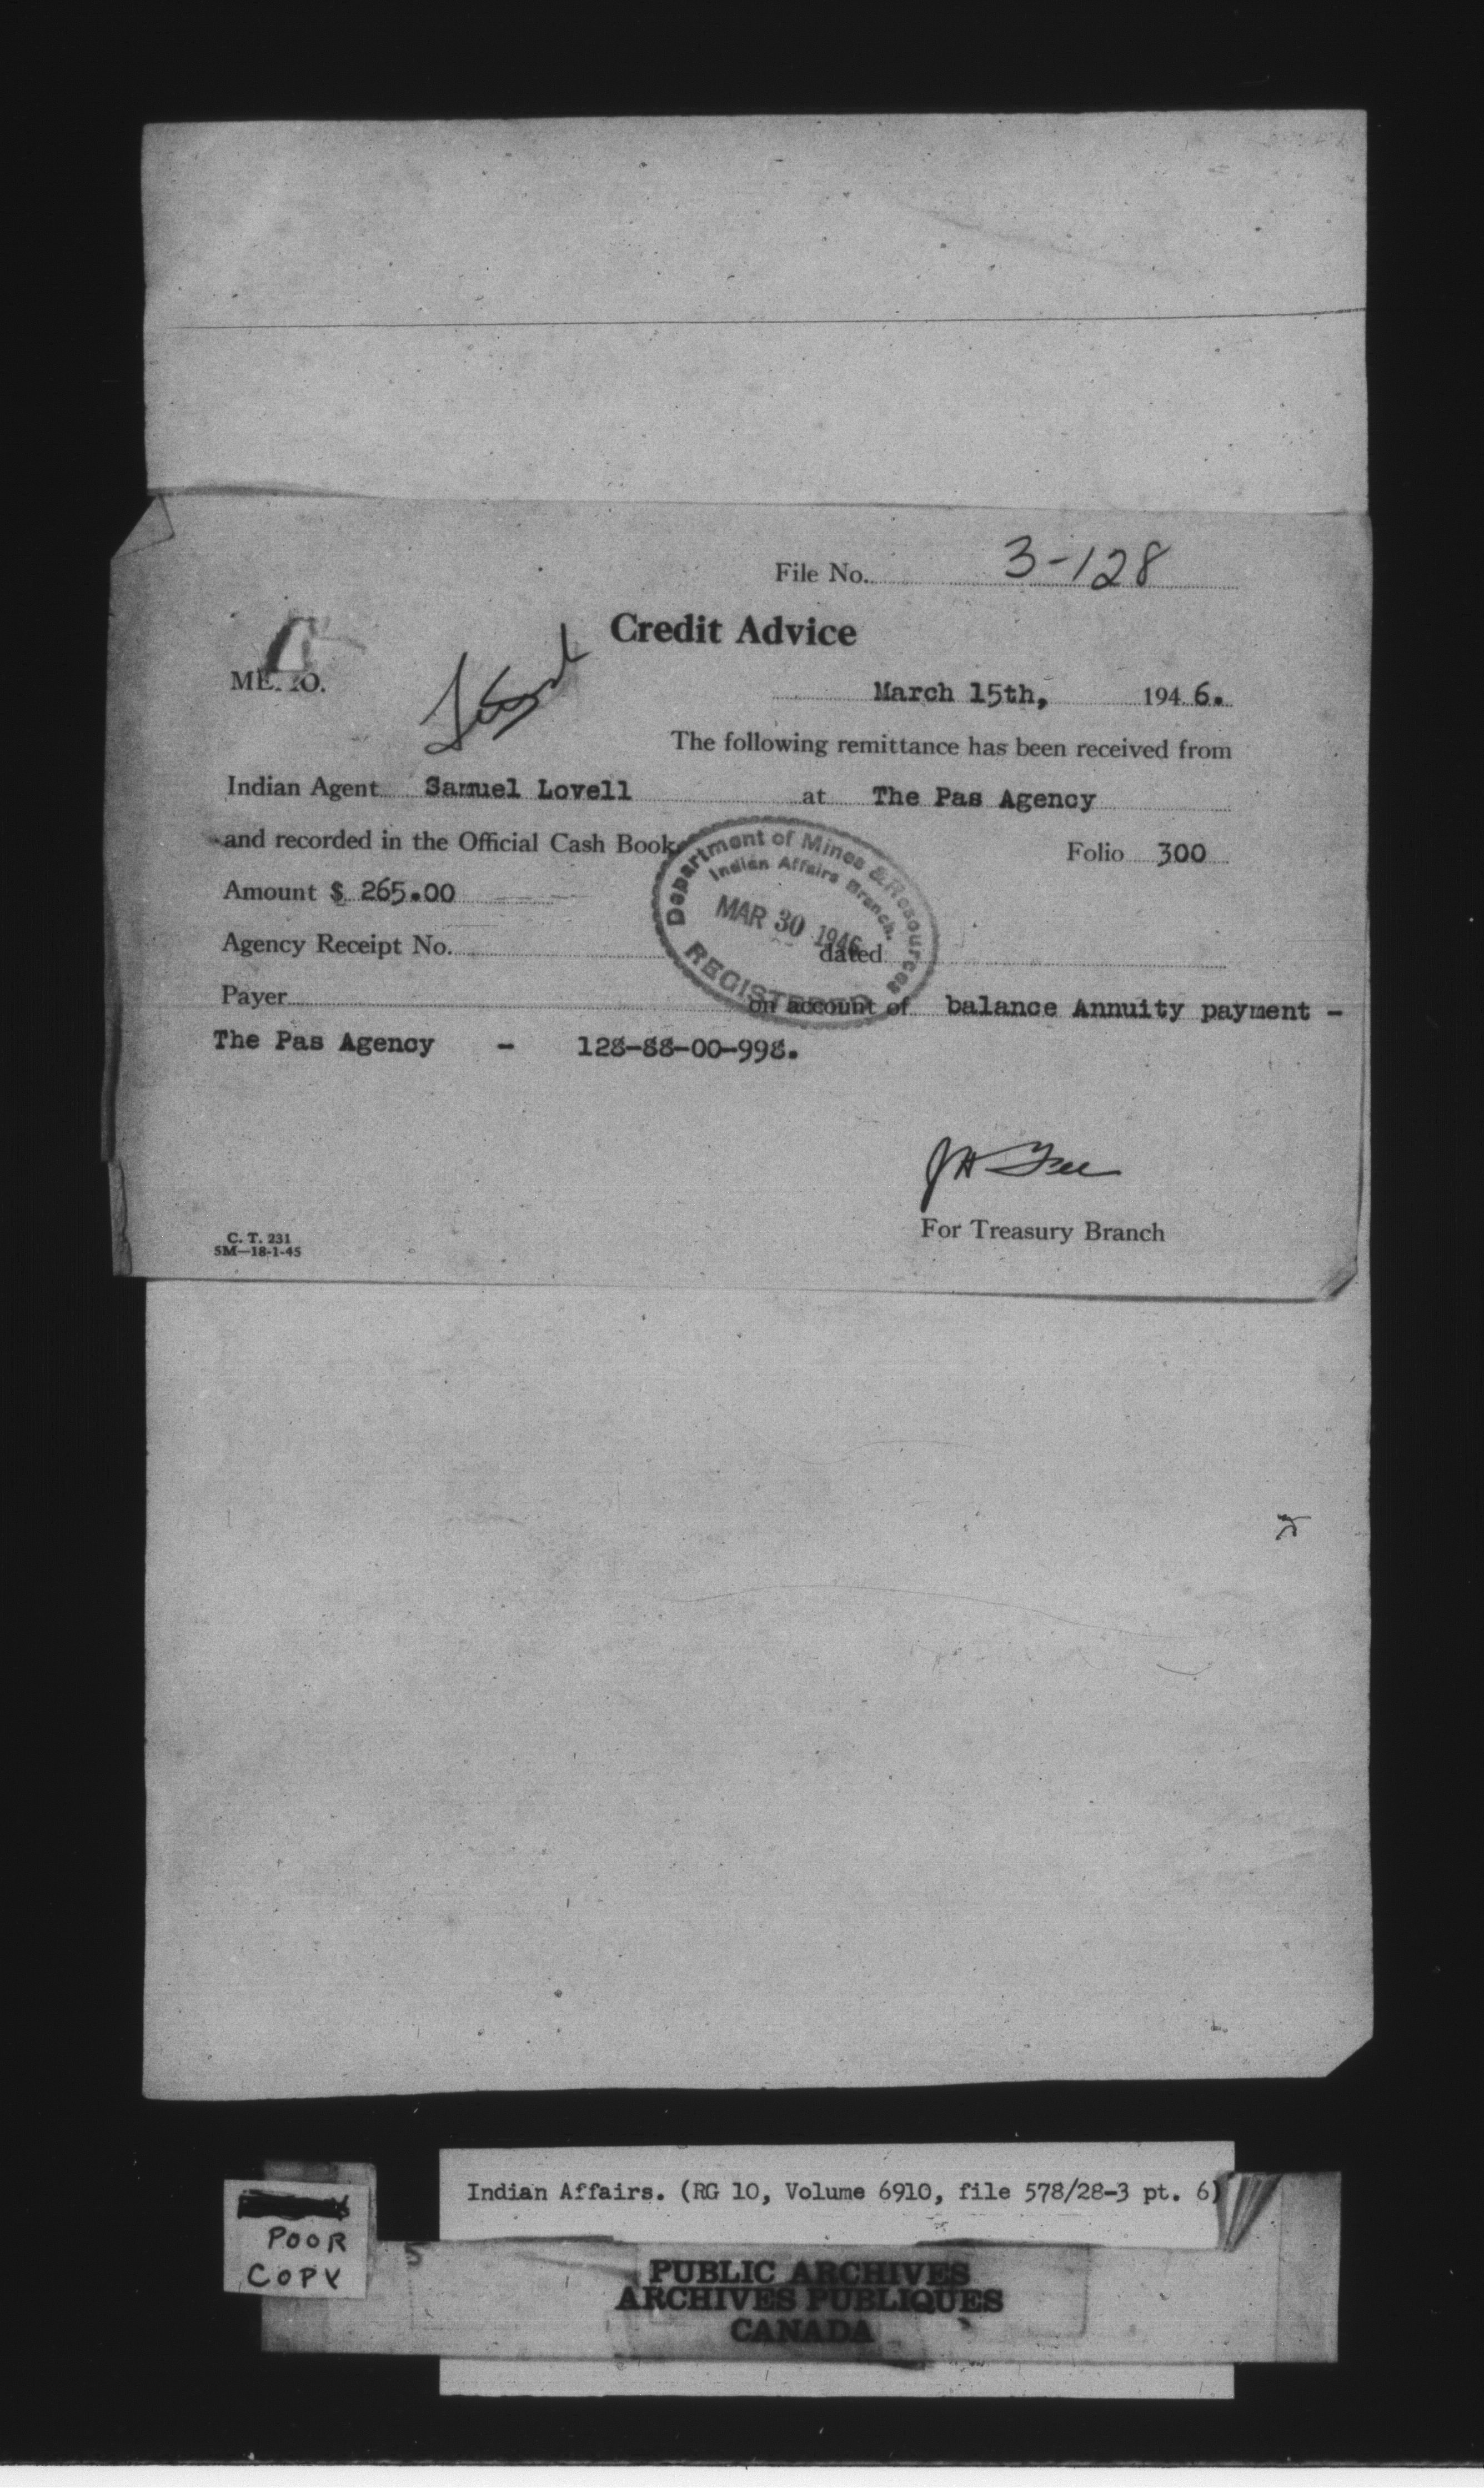 File No. 3-128
Credit Advice
MEMO.
March 15th, 1946.
The following remittance has been received from
Indian Agent Samuel Lovell at The Pas Agency
and recorded in the Official Cash Book Folio 300
Amount $ 265.00
Department of Mines & Resources
Indian Affairs Branch.
MAR 30 1946
REGISTERED
Agency Receipt No. dated
Payer on account of balance Annuity payment -
The Pas Agency - 128-88-00-998.
For Treasury Branch
C. T. 231
5M—18-1-45
Indian Affairs. (RG 10, Volume 6910, file 578/28-3 pt. 6)
POOR
COPY
PUBLIC ARCHIVES
ARCHIVES PUBLIQUES
CANADA